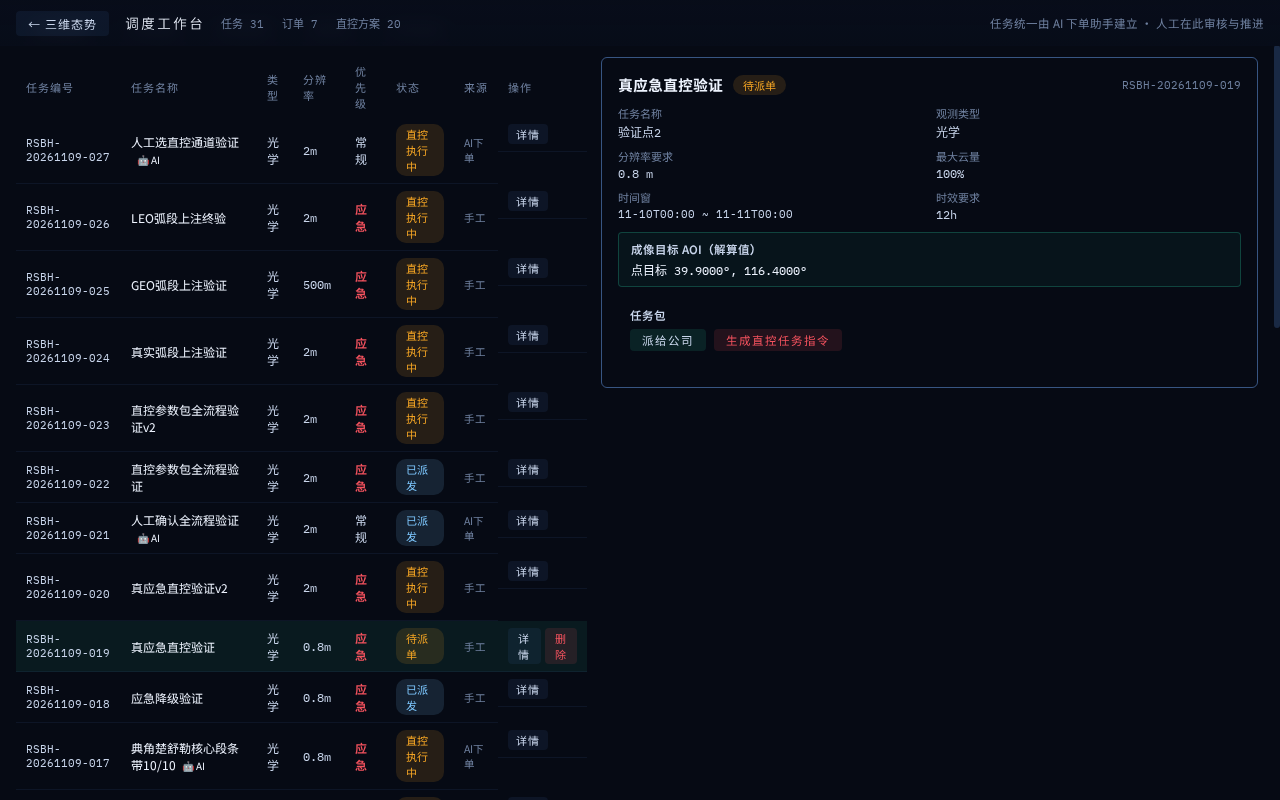 ← 三维态势 调度工作台 任务 31 订单 7 直控方案 20 任务统一由 AI 下单助手建立 · 人工在此审核与推进
任务编号 任务名称 类型 分辨率 优先级 状态 来源 操作
RSBH-20261109-027 人工选直控通道验证 🤖AI 光学 2m 常规 直控执行中 AI下单 详情
RSBH-20261109-026 LEO弧段上注终验 光学 2m 应急 直控执行中 手工 详情
RSBH-20261109-025 GEO弧段上注验证 光学 500m 应急 直控执行中 手工 详情
RSBH-20261109-024 真实弧段上注验证 光学 2m 应急 直控执行中 手工 详情
RSBH-20261109-023 直控参数包全流程验证v2 光学 2m 应急 直控执行中 手工 详情
RSBH-20261109-022 直控参数包全流程验证 光学 2m 应急 已派发 手工 详情
RSBH-20261109-021 人工确认全流程验证 🤖AI 光学 2m 常规 已派发 AI下单 详情
RSBH-20261109-020 真应急直控验证v2 光学 2m 应急 直控执行中 手工 详情
RSBH-20261109-019 真应急直控验证 光学 0.8m 应急 待派单 手工 详情 删除
RSBH-20261109-018 应急降级验证 光学 0.8m 应急 已派发 手工 详情
RSBH-20261109-017 典角楚舒勒核心段条带10/10 🤖AI 光学 0.8m 应急 直控执行中 AI下单 详情
真应急直控验证 待派单 RSBH-20261109-019
任务名称 观测类型
验证点2 光学
分辨率要求 最大云量
0.8 m 100%
时间窗 时效要求
11-10T00:00 ~ 11-11T00:00 12h
成像目标 AOI（解算值）
点目标 39.9000°, 116.4000°
任务包
派给公司 生成直控任务指令